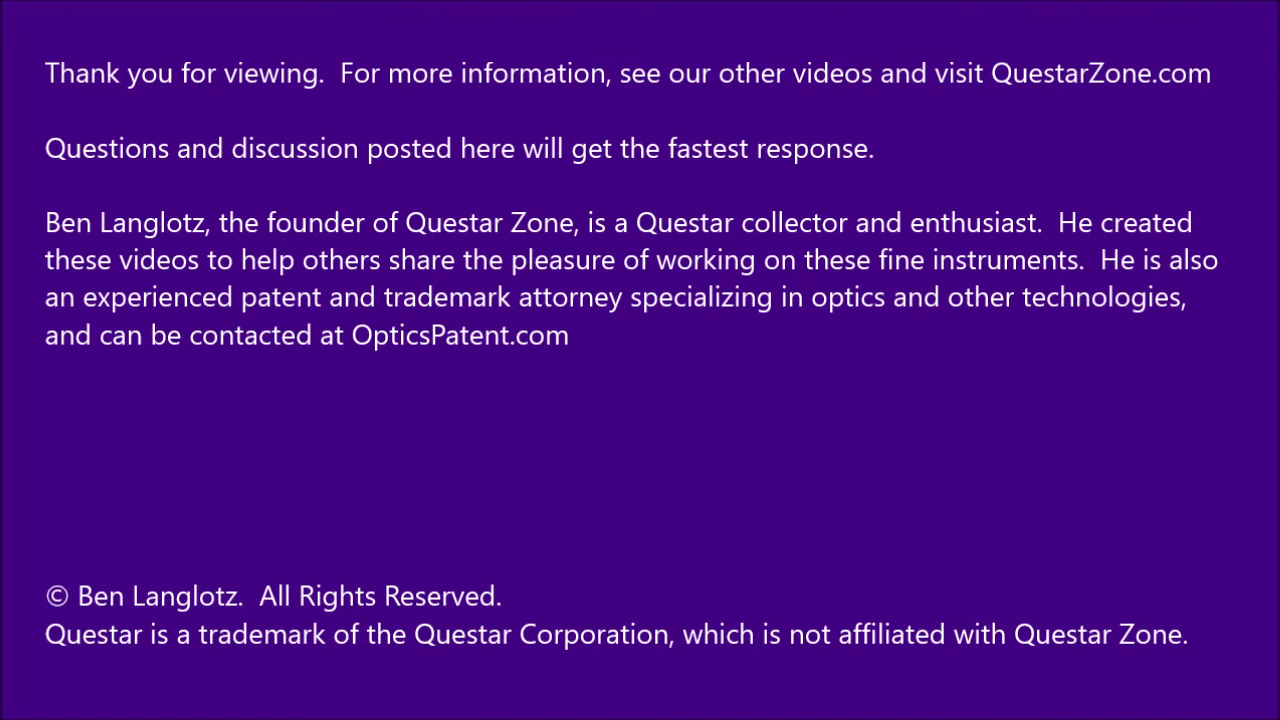 Thank you for viewing.  For more information, see our other videos and visit QuestarZone.com
Questions and discussion posted here will get the fastest response.
Ben Langlotz, the founder of Questar Zone, is a Questar collector and enthusiast.  He created
these videos to help others share the pleasure of working on these fine instruments.  He is also
an experienced patent and trademark attorney specializing in optics and other technologies,
and can be contacted at OpticsPatent.com
© Ben Langlotz.  All Rights Reserved.
Questar is a trademark of the Questar Corporation, which is not affiliated with Questar Zone.